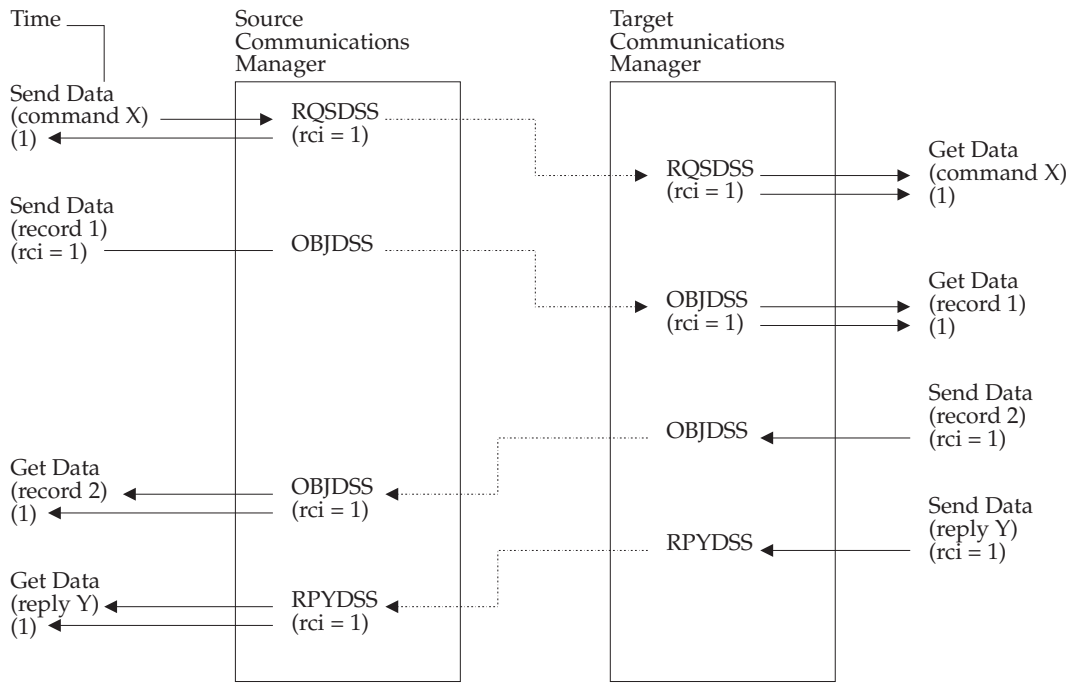 Time
Source
Communications
Manager
Target
Communications
Manager
Send Data
(command X)
(1)
RQSDSS
(rci = 1)
RQSDSS
(rci = 1)
Get Data
(command X)
(1)
Send Data
(record 1)
(rci = 1)
OBJDSS
OBJDSS
(rci = 1)
Get Data
(record 1)
(1)
Send Data
(record 2)
(rci = 1)
OBJDSS
OBJDSS
(rci = 1)
Get Data
(record 2)
(1)
Send Data
(reply Y)
(rci = 1)
RPYDSS
RPYDSS
(rci = 1)
Get Data
(reply Y)
(1)